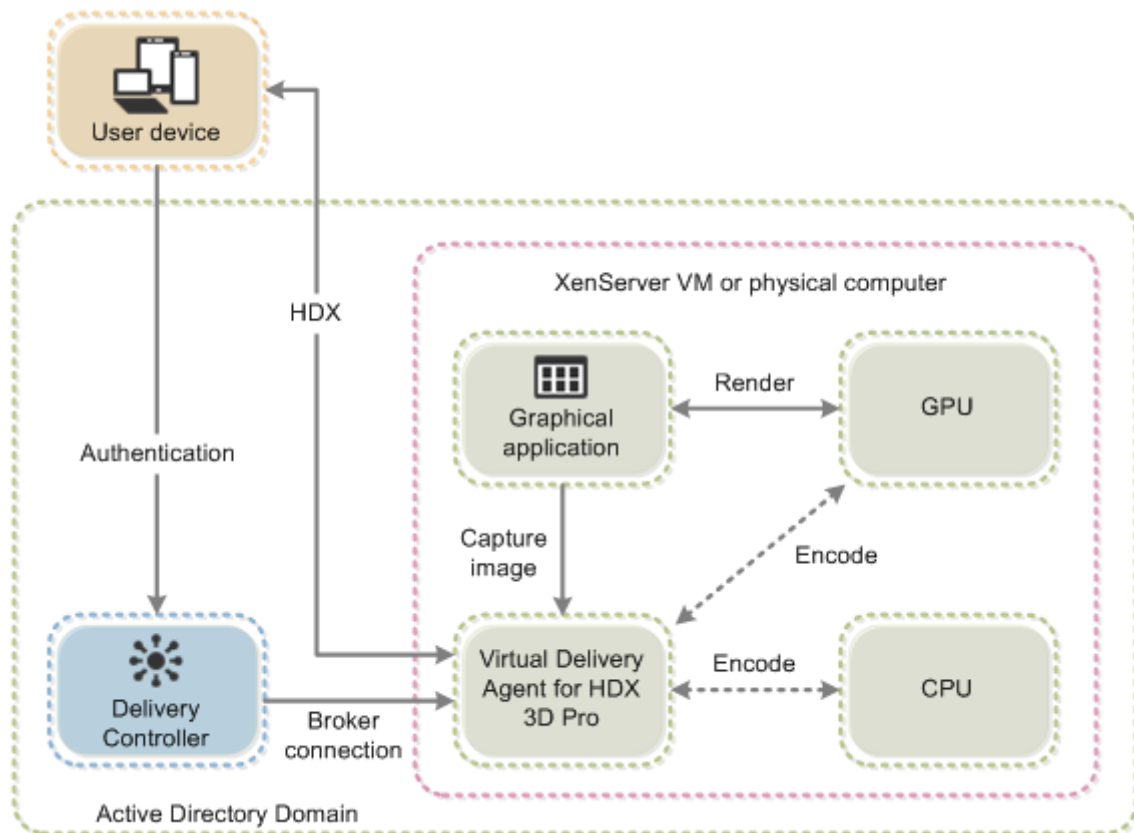 User device
XenServer VM or physical computer
HDX
Render
GPU
Graphical
application
Authentication
Capture
image
Encode
Virtual Delivery
Agent for HDX
3D Pro
Encode
CPU
Delivery
Controller
Broker
connection
Active Directory Domain